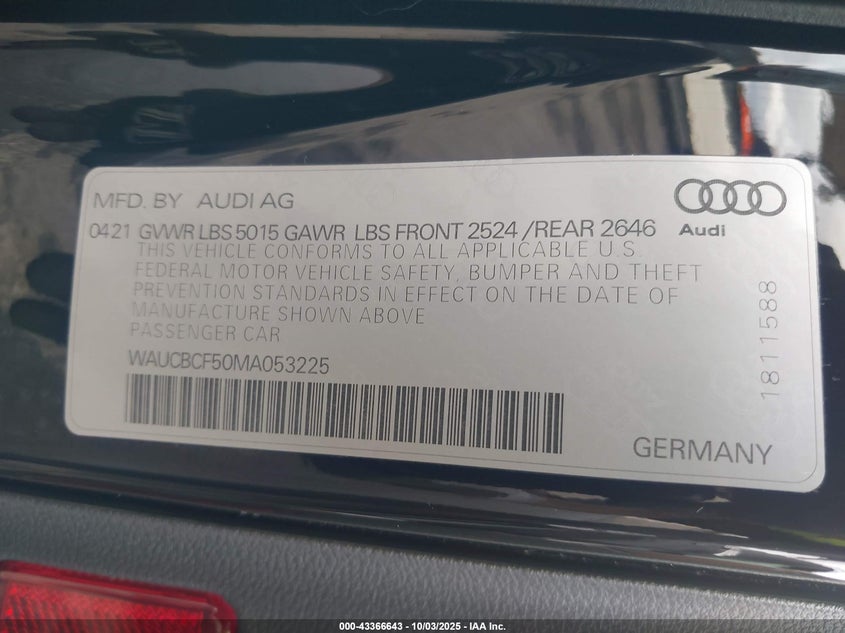 MFD. BY AUDI AG
0421 GVWR LBS 5015 GAWR LBS FRONT 2524 / REAR 2646
Audi
THIS VEHICLE CONFORMS TO ALL APPLICABLE U.S.
FEDERAL MOTOR VEHICLE SAFETY, BUMPER AND THEFT
PREVENTION STANDARDS IN EFFECT ON THE DATE OF
MANUFACTURE SHOWN ABOVE
PASSENGER CAR
WAUCBCF50MA053225
1811588
GERMANY
000-43366643 - 10/03/2025 - IAA Inc.